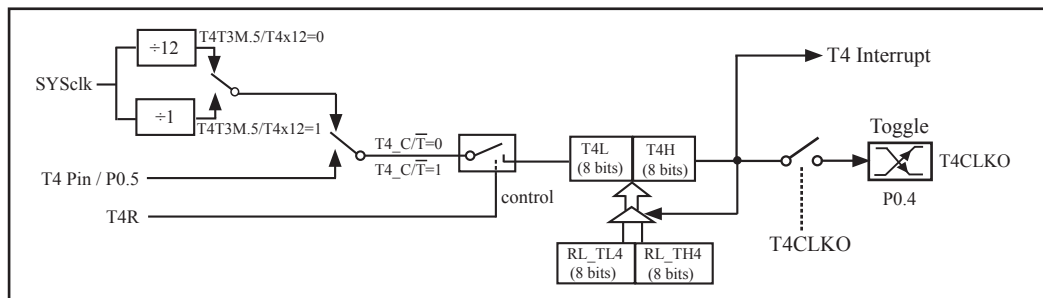 T4T3M.5/T4x12=0
÷12
SYSclk
÷1
T4T3M.5/T4x12=1
T4 Pin / P0.5
T4_C/T̅=0
T4_C/T̅=1
T4R
control
T4L
(8 bits)
T4H
(8 bits)
RL_TL4
(8 bits)
RL_TH4
(8 bits)
T4 Interrupt
Toggle
T4CLKO
P0.4
T4CLKO